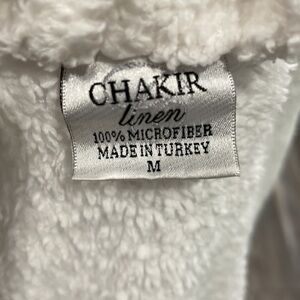 CHAKIR
linen
100% MICROFIBER
MADE IN TURKEY
M